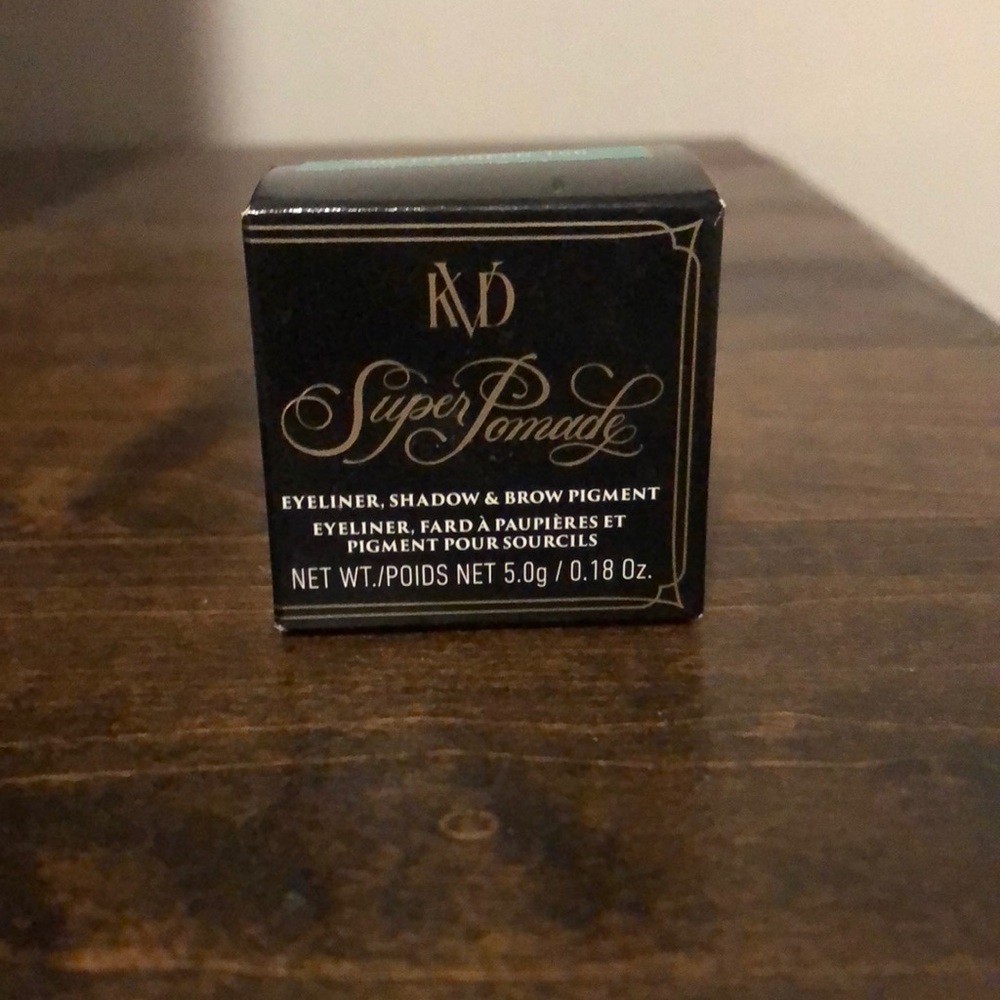 KVD
Super Pomade
EYELINER, SHADOW & BROW PIGMENT
EYELINER, FARD À PAUPIÈRES ET
PIGMENT POUR SOURCILS
NET WT./POIDS NET 5.0g / 0.18 Oz.